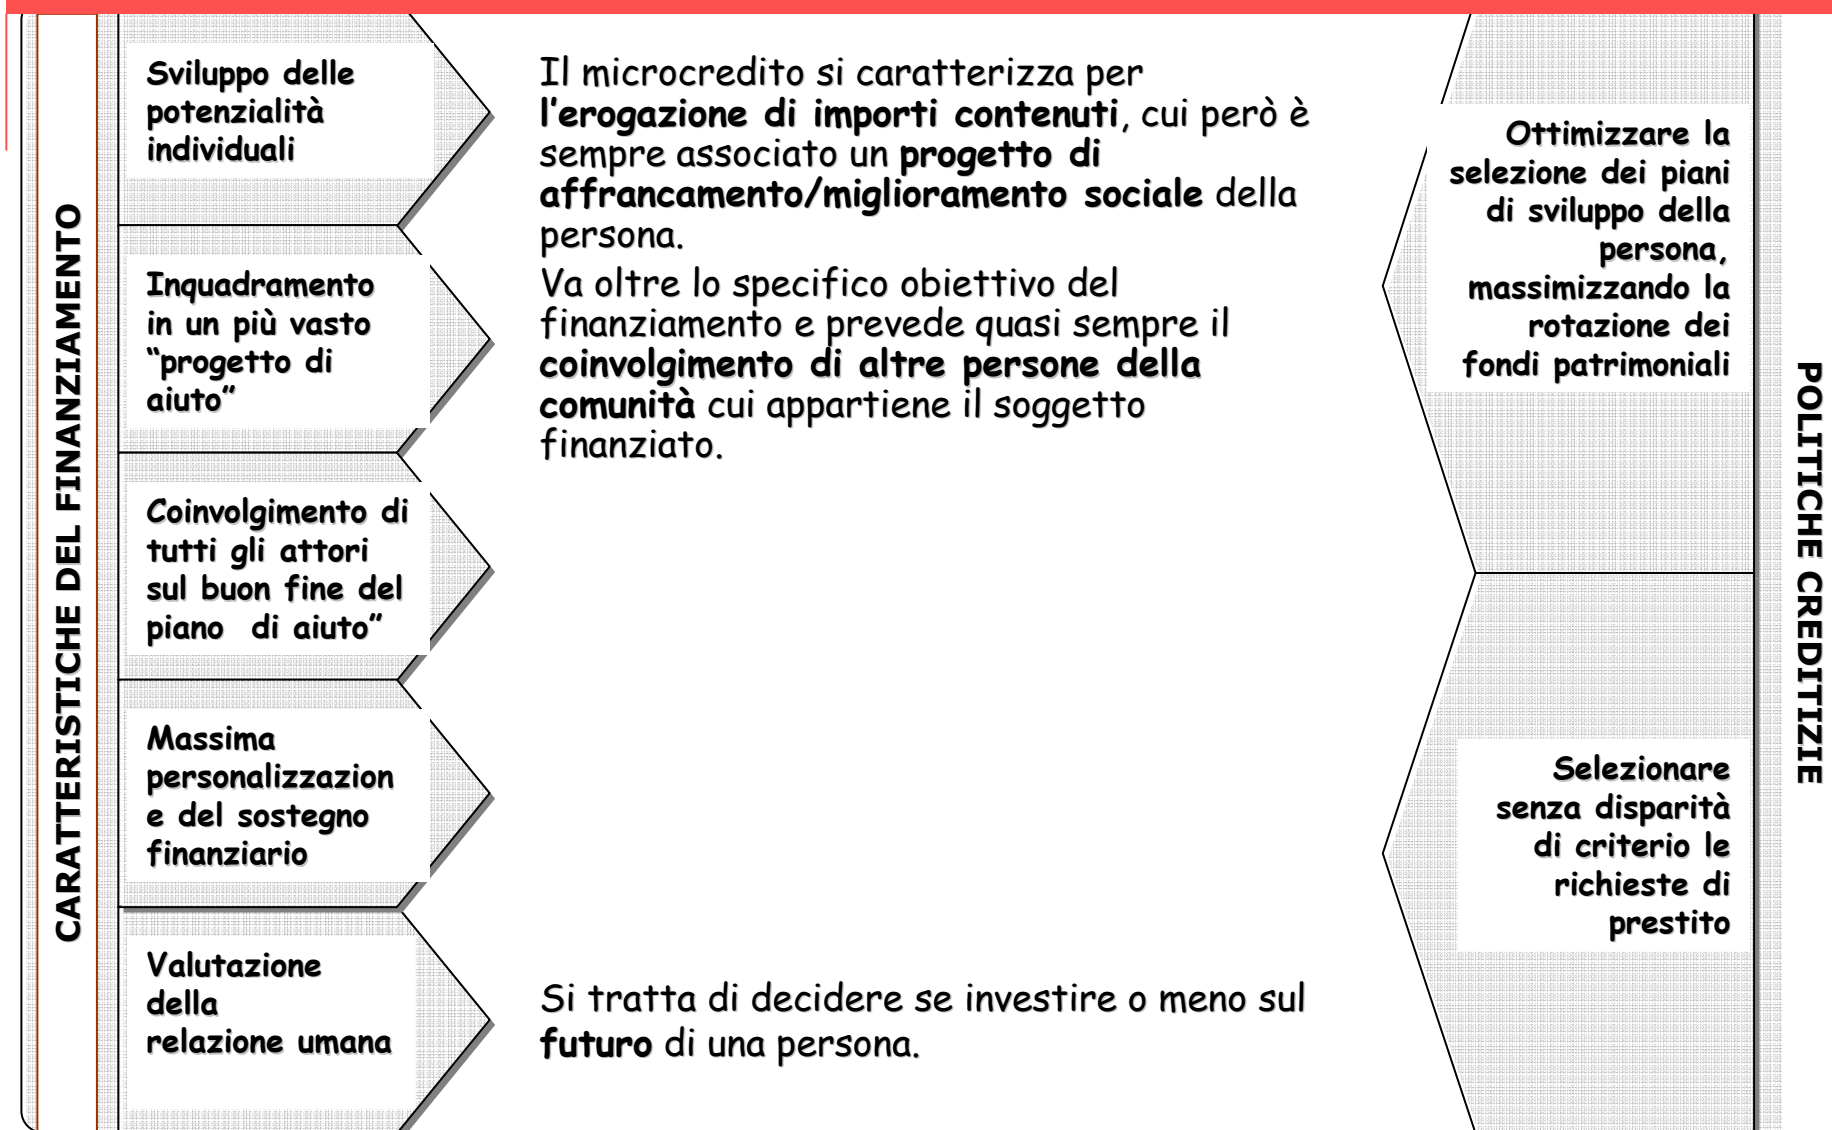 CARATTERISTICHE DEL FINANZIAMENTO
Sviluppo delle
potenzialità
individuali
Inquadramento
in un più vasto
“progetto di
aiuto”
Coinvolgimento di
tutti gli attori
sul buon fine del
piano  di aiuto”
Massima
personalizzazion
e del sostegno
finanziario
Valutazione
della
relazione umana
Il microcredito si caratterizza per
l’erogazione di importi contenuti, cui però è
sempre associato un progetto di
affrancamento/miglioramento sociale della
persona.
Va oltre lo specifico obiettivo del
finanziamento e prevede quasi sempre il
coinvolgimento di altre persone della
comunità cui appartiene il soggetto
finanziato.
Si tratta di decidere se investire o meno sul
futuro di una persona.
Ottimizzare la
selezione dei piani
di sviluppo della
persona,
massimizzando la
rotazione dei
fondi patrimoniali
Selezionare
senza disparità
di criterio le
richieste di
prestito
POLITICHE CREDITIZIE